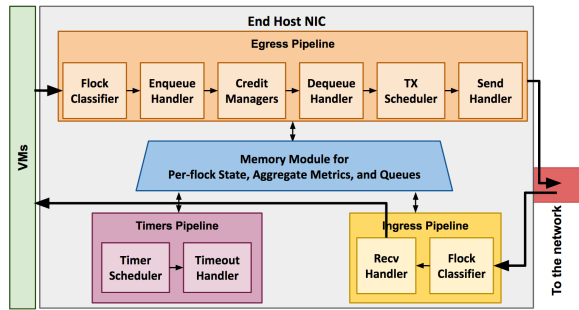 End Host NIC
Egress Pipeline
Flock
Classifier
Enqueue
Handler
Credit
Managers
Dequeue
Handler
TX
Scheduler
Send
Handler
VMs
Memory Module for
Per-flock State, Aggregate Metrics, and Queues
Timers Pipeline
Timer
Scheduler
Timeout
Handler
Ingress Pipeline
Recv
Handler
Flock
Classifier
To the network